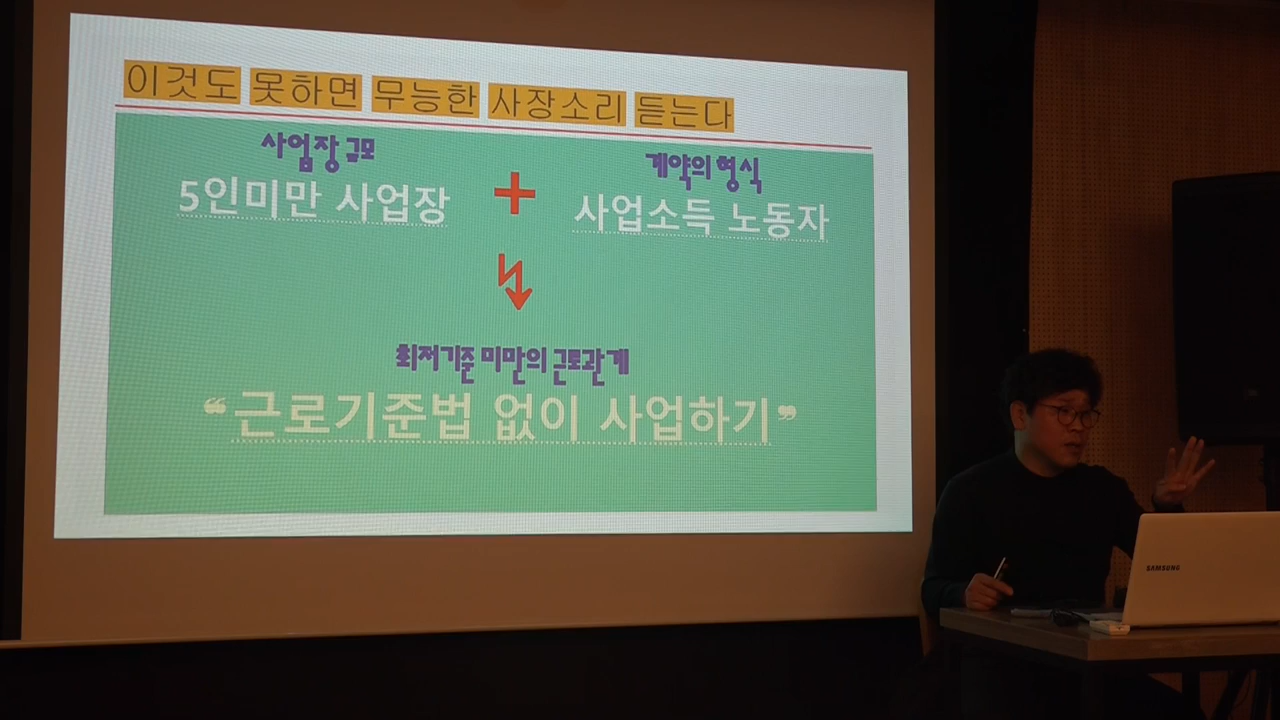 이것도 못하면 무능한 사장소리 듣는다
사업장 규모
5인미만 사업장
+
계약의 형식
사업소득 노동자
최저기준 미만의 근로관계
“근로기준법 없이 사업하기”
SAMSUNG